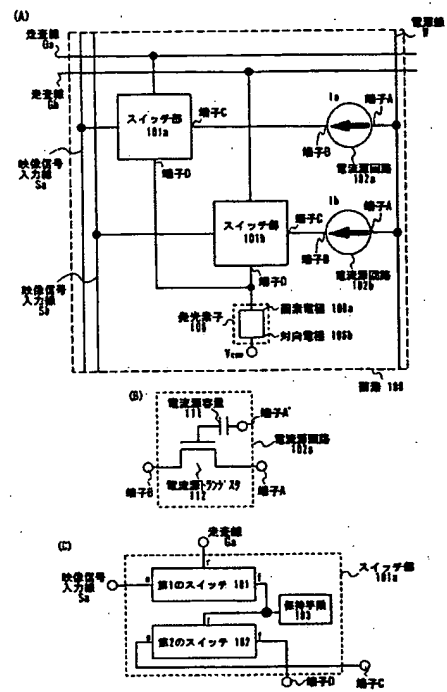 (A)
走査線
Ga
走査線
Gb
電源線
W
スイッチ部
101a
端子C
Ia
端子A
端子B
電流源回路
102a
端子D
映像信号
入力線
Sa
スイッチ部
101b
端子C
Ib
端子A
端子B
電流源回路
102b
端子D
映像信号
入力線
Sb
発光素子
106
画素電極 106a
対向電極 106b
Vcom
画素 100
(B)
電流源容量
111
端子A'
電流源回路
102a
端子B
電流源トランジスタ
112
端子A
(C)
走査線
Ga
スイッチ部
101a
映像信号
入力線
Sa
第1のスイッチ 181
保持手段
183
第2のスイッチ 182
端子D
端子C